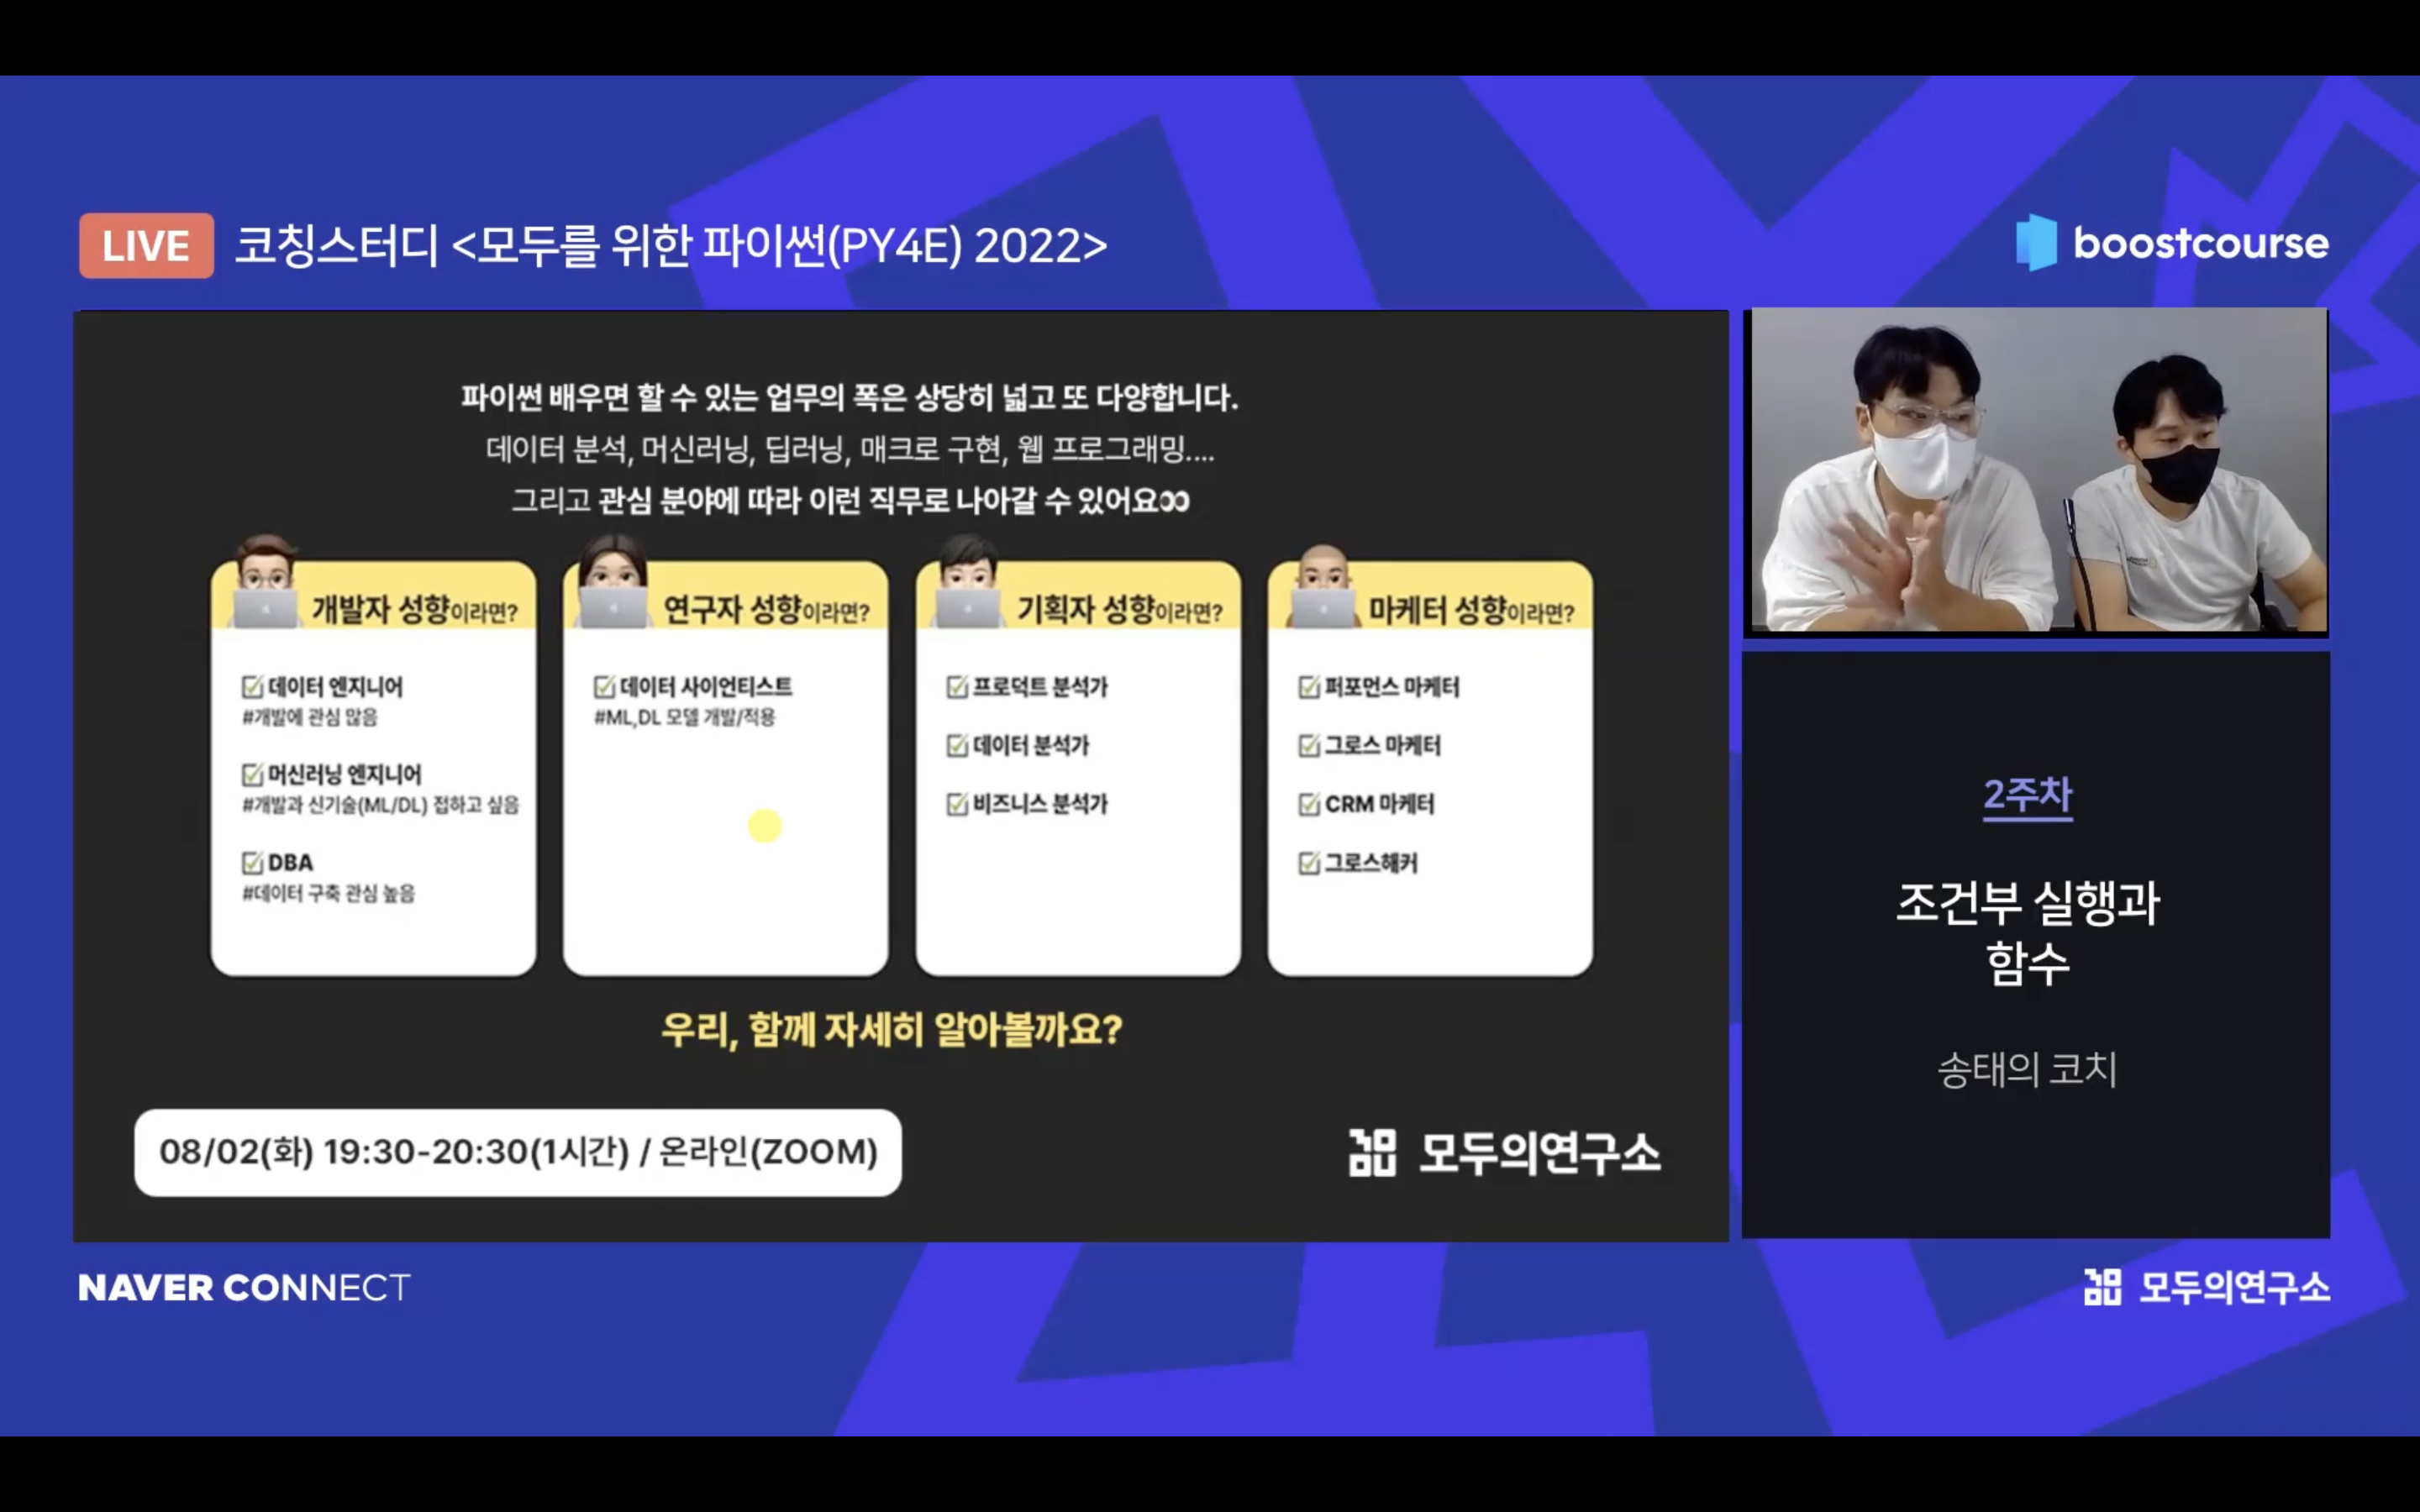 LIVE 코칭스터디 <모두를 위한 파이썬(PY4E) 2022>
boostcourse
파이썬 배우면 할 수 있는 업무의 폭은 상당히 넓고 또 다양합니다.
데이터 분석, 머신러닝, 딥러닝, 매크로 구현, 웹 프로그래밍....
그리고 관심 분야에 따라 이런 직무로 나아갈 수 있어요👀
개발자 성향이라면?
☑데이터 엔지니어
#개발에 관심 많음
☑머신러닝 엔지니어
#개발과 신기술(ML/DL) 접하고 싶음
☑DBA
#데이터 구축 관심 높음
연구자 성향이라면?
☑데이터 사이언티스트
#ML,DL 모델 개발/적용
기획자 성향이라면?
☑프로덕트 분석가
☑데이터 분석가
☑비즈니스 분석가
마케터 성향이라면?
☑퍼포먼스 마케터
☑그로스 마케터
☑CRM 마케터
☑그로스해커
우리, 함께 자세히 알아볼까요?
08/02(화) 19:30-20:30(1시간) / 온라인(ZOOM)
모두의연구소
2주차
조건부 실행과
함수
송태의 코치
NAVER CONNECT
모두의연구소